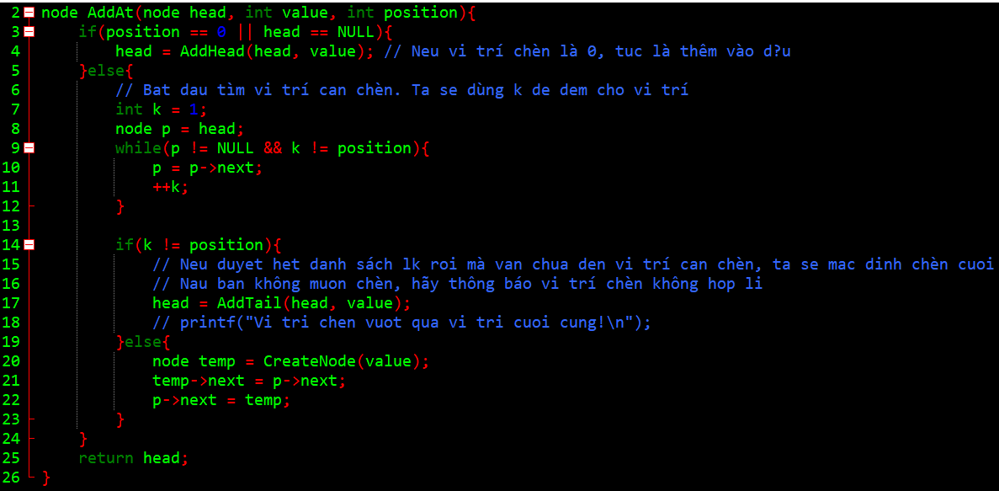 2 node AddAt(node head, int value, int position){
3 if(position == 0 || head == NULL){
4 head = AddHead(head, value); // Neu vi trí chèn là 0, tuc là thêm vào d?u
5 }else{
6 // Bat dau tìm vi trí can chèn. Ta se dùng k de dem cho vi trí
7 int k = 1;
8 node p = head;
9 while(p != NULL && k != position){
10 p = p->next;
11 ++k;
12 }
13
14 if(k != position){
15 // Neu duyet het danh sách lk roi mà van chua den vi trí can chèn, ta se mac dinh chèn cuoi
16 // Nau ban không muon chèn, hãy thông báo vi trí chèn không hop li
17 head = AddTail(head, value);
18 // printf("Vi tri chen vuot qua vi tri cuoi cung!\n");
19 }else{
20 node temp = CreateNode(value);
21 temp->next = p->next;
22 p->next = temp;
23 }
24 }
25 return head;
26 }